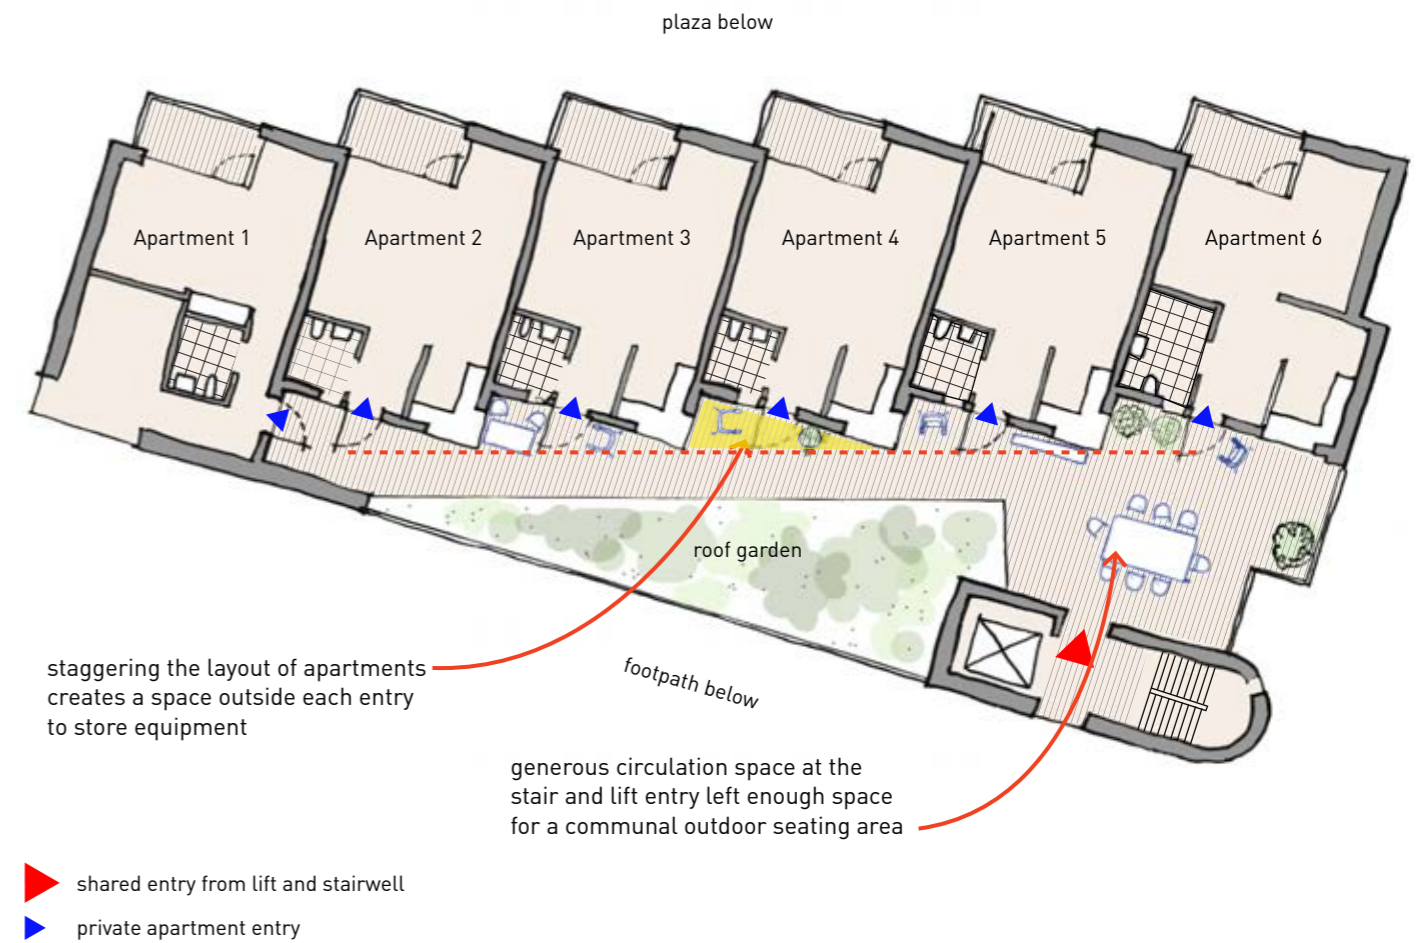 plaza below
Apartment 1
Apartment 2
Apartment 3
Apartment 4
Apartment 5
Apartment 6
roof garden
staggering the layout of apartments
creates a space outside each entry
to store equipment
footpath below
generous circulation space at the
stair and lift entry left enough space
for a communal outdoor seating area
shared entry from lift and stairwell
private apartment entry